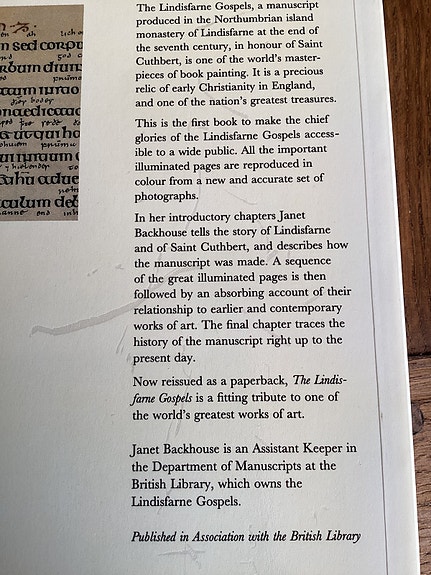 The Lindisfarne Gospels, a manuscript
produced in the Northumbrian island
monastery of Lindisfarne at the end of
the seventh century, in honour of Saint
Cuthbert, is one of the world's master-
pieces of book painting. It is a precious
relic of early Christianity in England,
and one of the nation's greatest treasures.
This is the first book to make the chief
glories of the Lindisfarne Gospels access-
ible to a wide public. All the important
illuminated pages are reproduced in
colour from a new and accurate set of
photographs.
In her introductory chapters Janet
Backhouse tells the story of Lindisfarne
and of Saint Cuthbert, and describes how
the manuscript was made. A sequence
of the great illuminated pages is then
followed by an absorbing account of their
relationship to earlier and contemporary
works of art. The final chapter traces the
history of the manuscript right up to the
present day.
Now reissued as a paperback, The Lindis-
farne Gospels is a fitting tribute to one of
the world's greatest works of art.
Janet Backhouse is an Assistant Keeper in
the Department of Manuscripts at the
British Library, which owns the
Lindisfarne Gospels.
Published in Association with the British Library